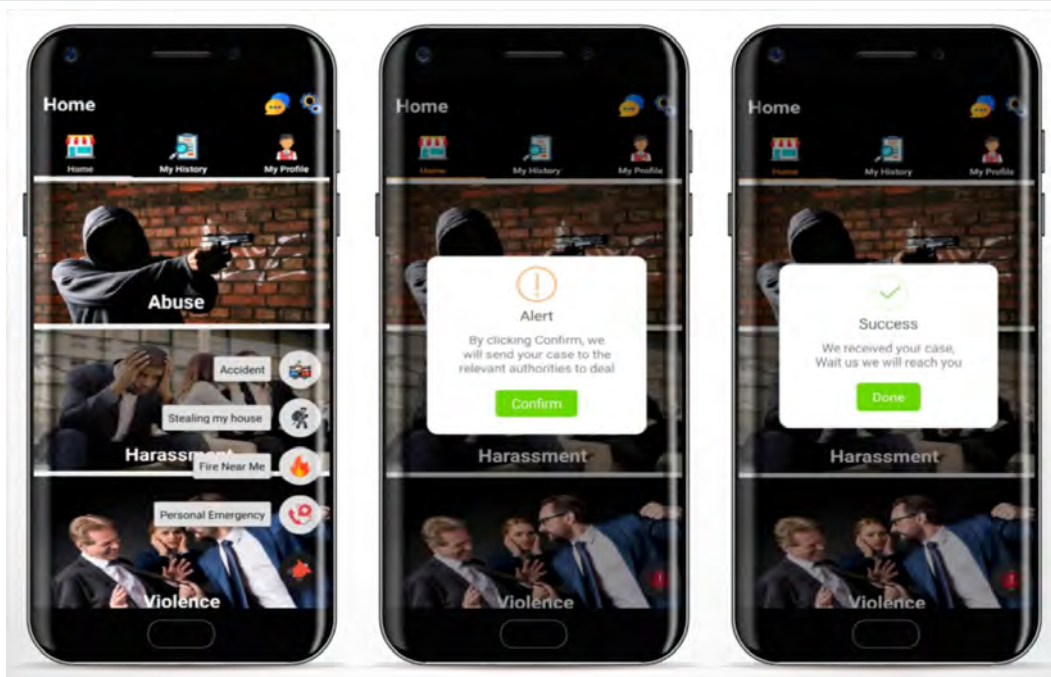 Home
Home
My History
My Profile
Abuse
Accident
Stealing my house
Harassment
Fire Near Me
Personal Emergency
Violence
Home
Home
My History
My Profile
Alert
By clicking Confirm, we
will send your case to the
relevant authorities to deal
Confirm
Harassment
Violence
Home
Home
My History
My Profile
Success
We received your case,
Wait us we will reach you
Done
Harassment
Violence